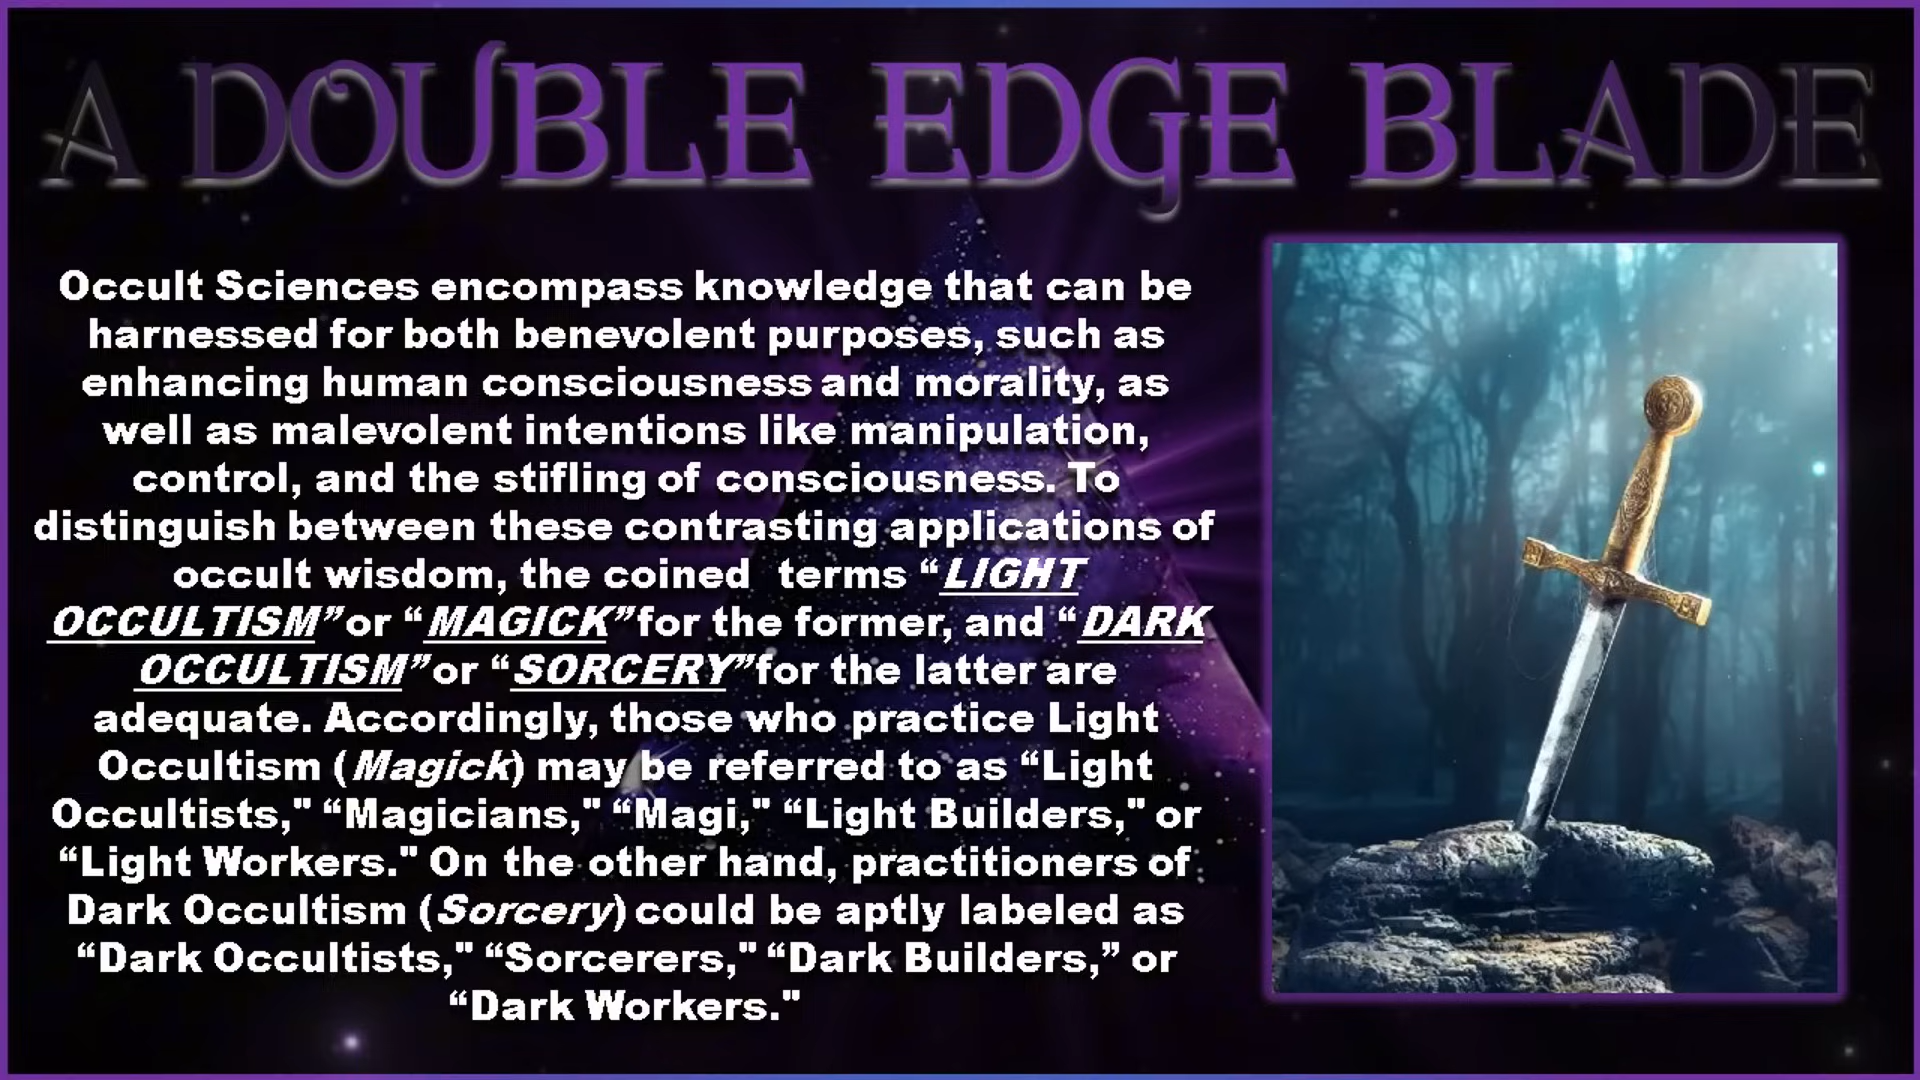 A DOUBLE EDGE BLADE
Occult Sciences encompass knowledge that can be
harnessed for both benevolent purposes, such as
enhancing human consciousness and morality, as
well as malevolent intentions like manipulation,
control, and the stifling of consciousness. To
distinguish between these contrasting applications of
occult wisdom, the coined  terms “LIGHT
OCCULTISM” or “MAGICK” for the former, and “DARK
OCCULTISM” or “SORCERY” for the latter are
adequate. Accordingly, those who practice Light
Occultism (Magick) may be referred to as “Light
Occultists," “Magicians," “Magi," “Light Builders," or
“Light Workers." On the other hand, practitioners of
Dark Occultism (Sorcery) could be aptly labeled as
“Dark Occultists," “Sorcerers," “Dark Builders,” or
“Dark Workers."